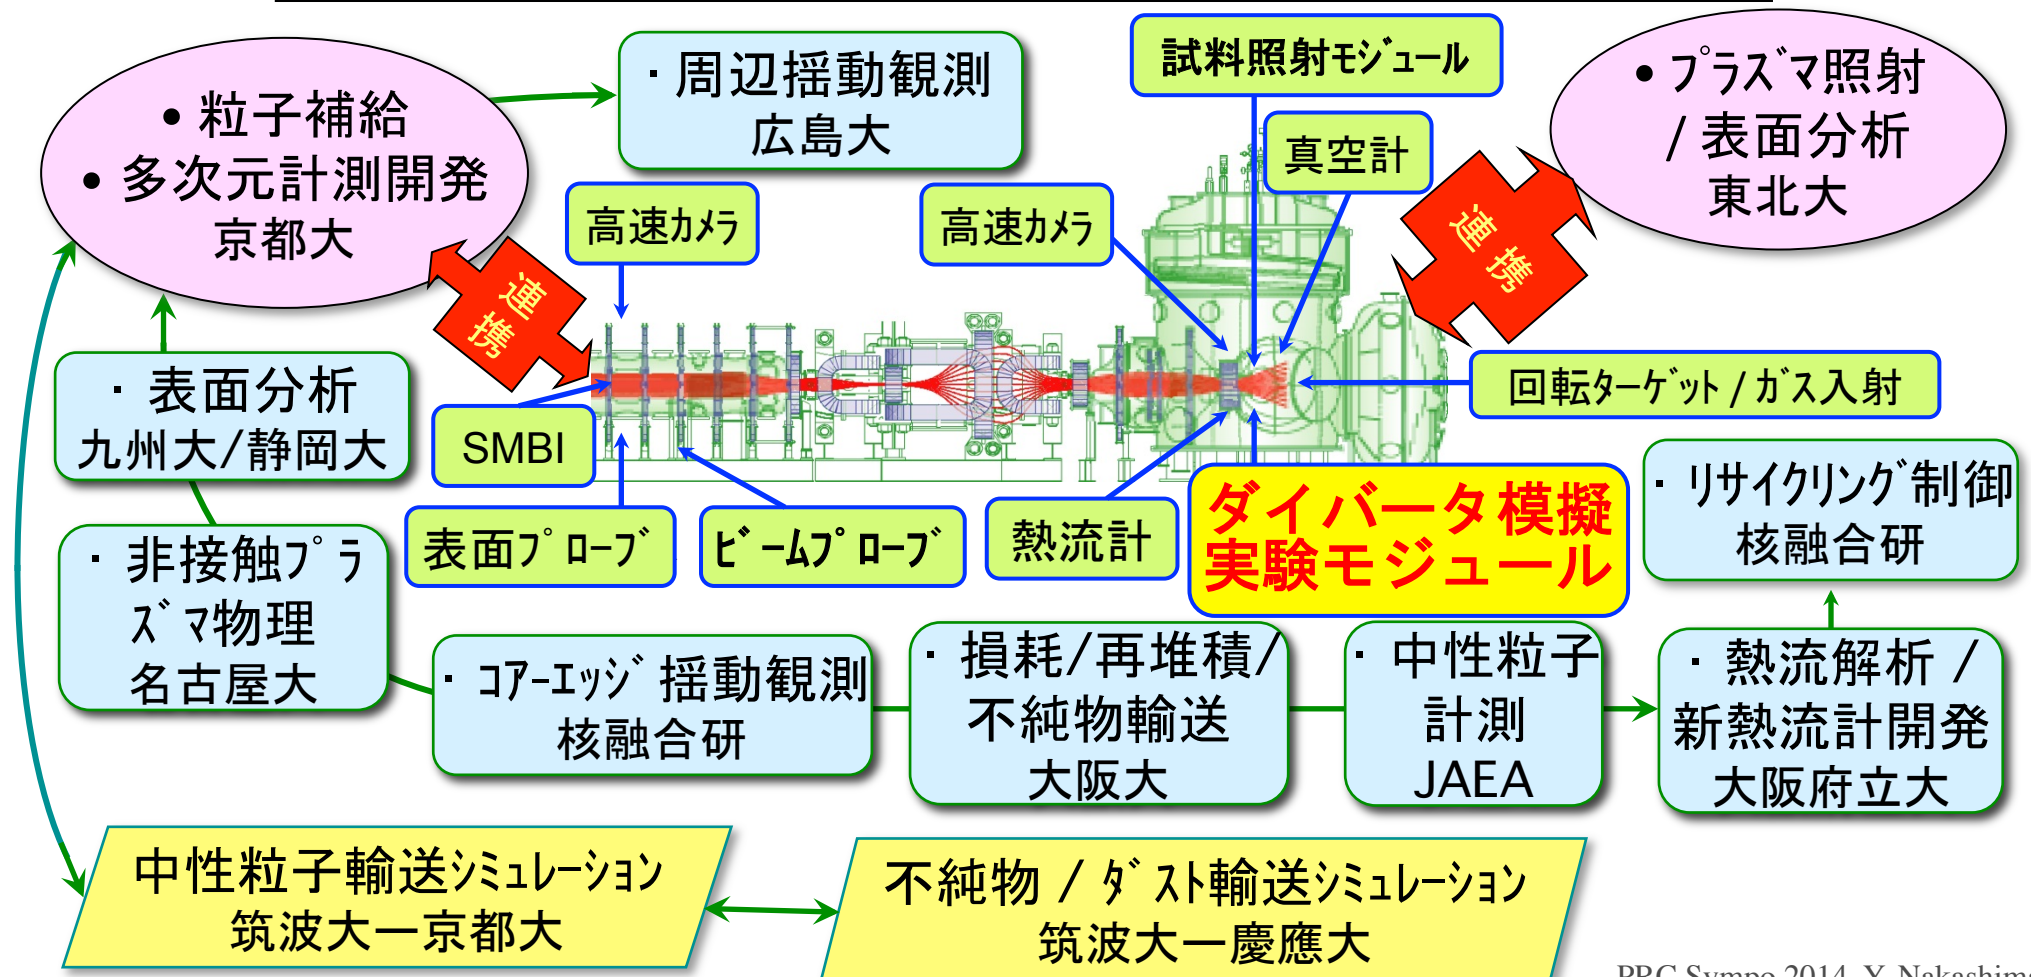 ・周辺揺動観測
広島大
試料照射モジュール
• プラズマ照射
/ 表面分析
東北大
• 粒子補給
• 多次元計測開発
京都大
真空計
高速カメラ
高速カメラ
連携
連携
・表面分析
九州大/静岡大
SMBI
回転ターゲット / ガス入射
・非接触プラ
ズマ物理
名古屋大
表面プローブ
ビームプローブ
熱流計
ダイバータ模擬
実験モジュール
・リサイクリング制御
核融合研
・コアーエッジ揺動観測
核融合研
・損耗/再堆積/
不純物輸送
大阪大
・中性粒子
計測
JAEA
・熱流解析 /
新熱流計開発
大阪府立大
中性粒子輸送シミュレーション
筑波大ー京都大
不純物 / ダスト輸送シミュレーション
筑波大ー慶應大
PRC Sympo 2014, Y. Nakashima